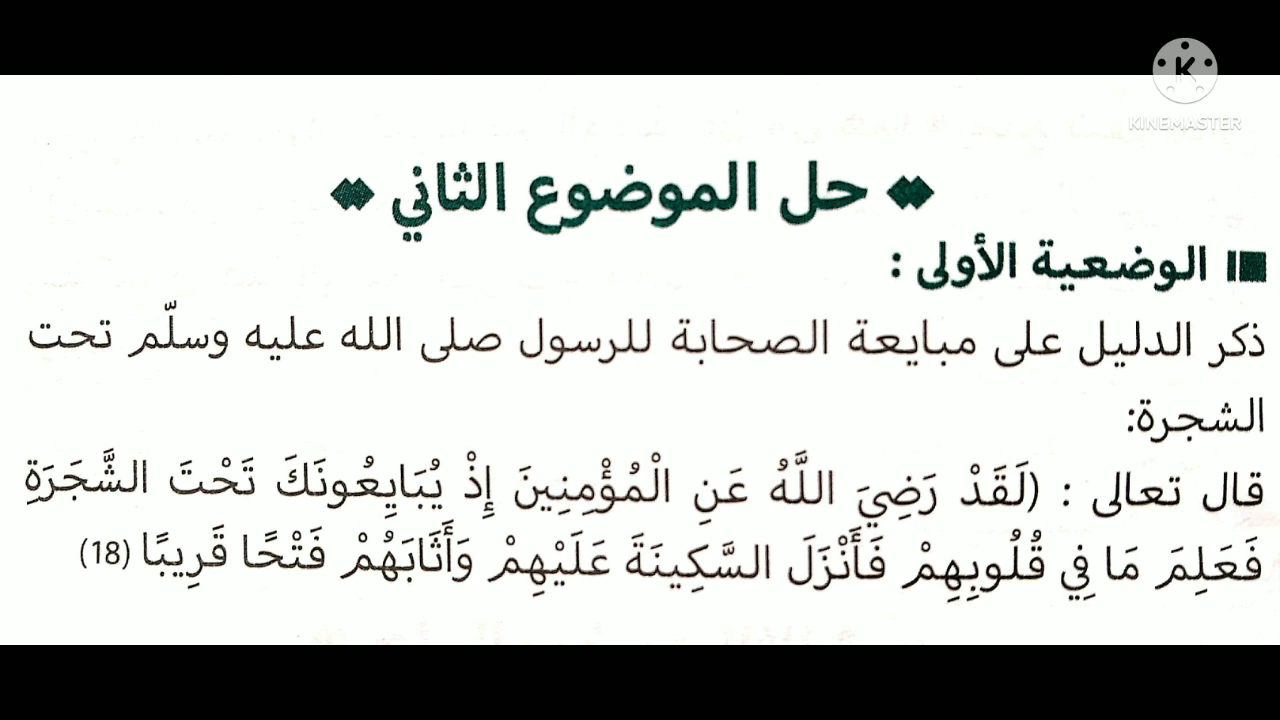 KINEMASTER
حل الموضوع الثاني
الوضعية الأولى :
ذكر الدليل على مبايعة الصحابة للرسول صلى الله عليه وسلّم تحت
الشجرة:
قال تعالى : (لَقَدْ رَضِيَ اللَّهُ عَنِ الْمُؤْمِنِينَ إِذْ يُبَايِعُونَكَ تَحْتَ الشَّجَرَةِ
فَعَلِمَ مَا فِي قُلُوبِهِمْ فَأَنْزَلَ السَّكِينَةَ عَلَيْهِمْ وَأَثَابَهُمْ فَتْحًا قَرِيبًا (18)